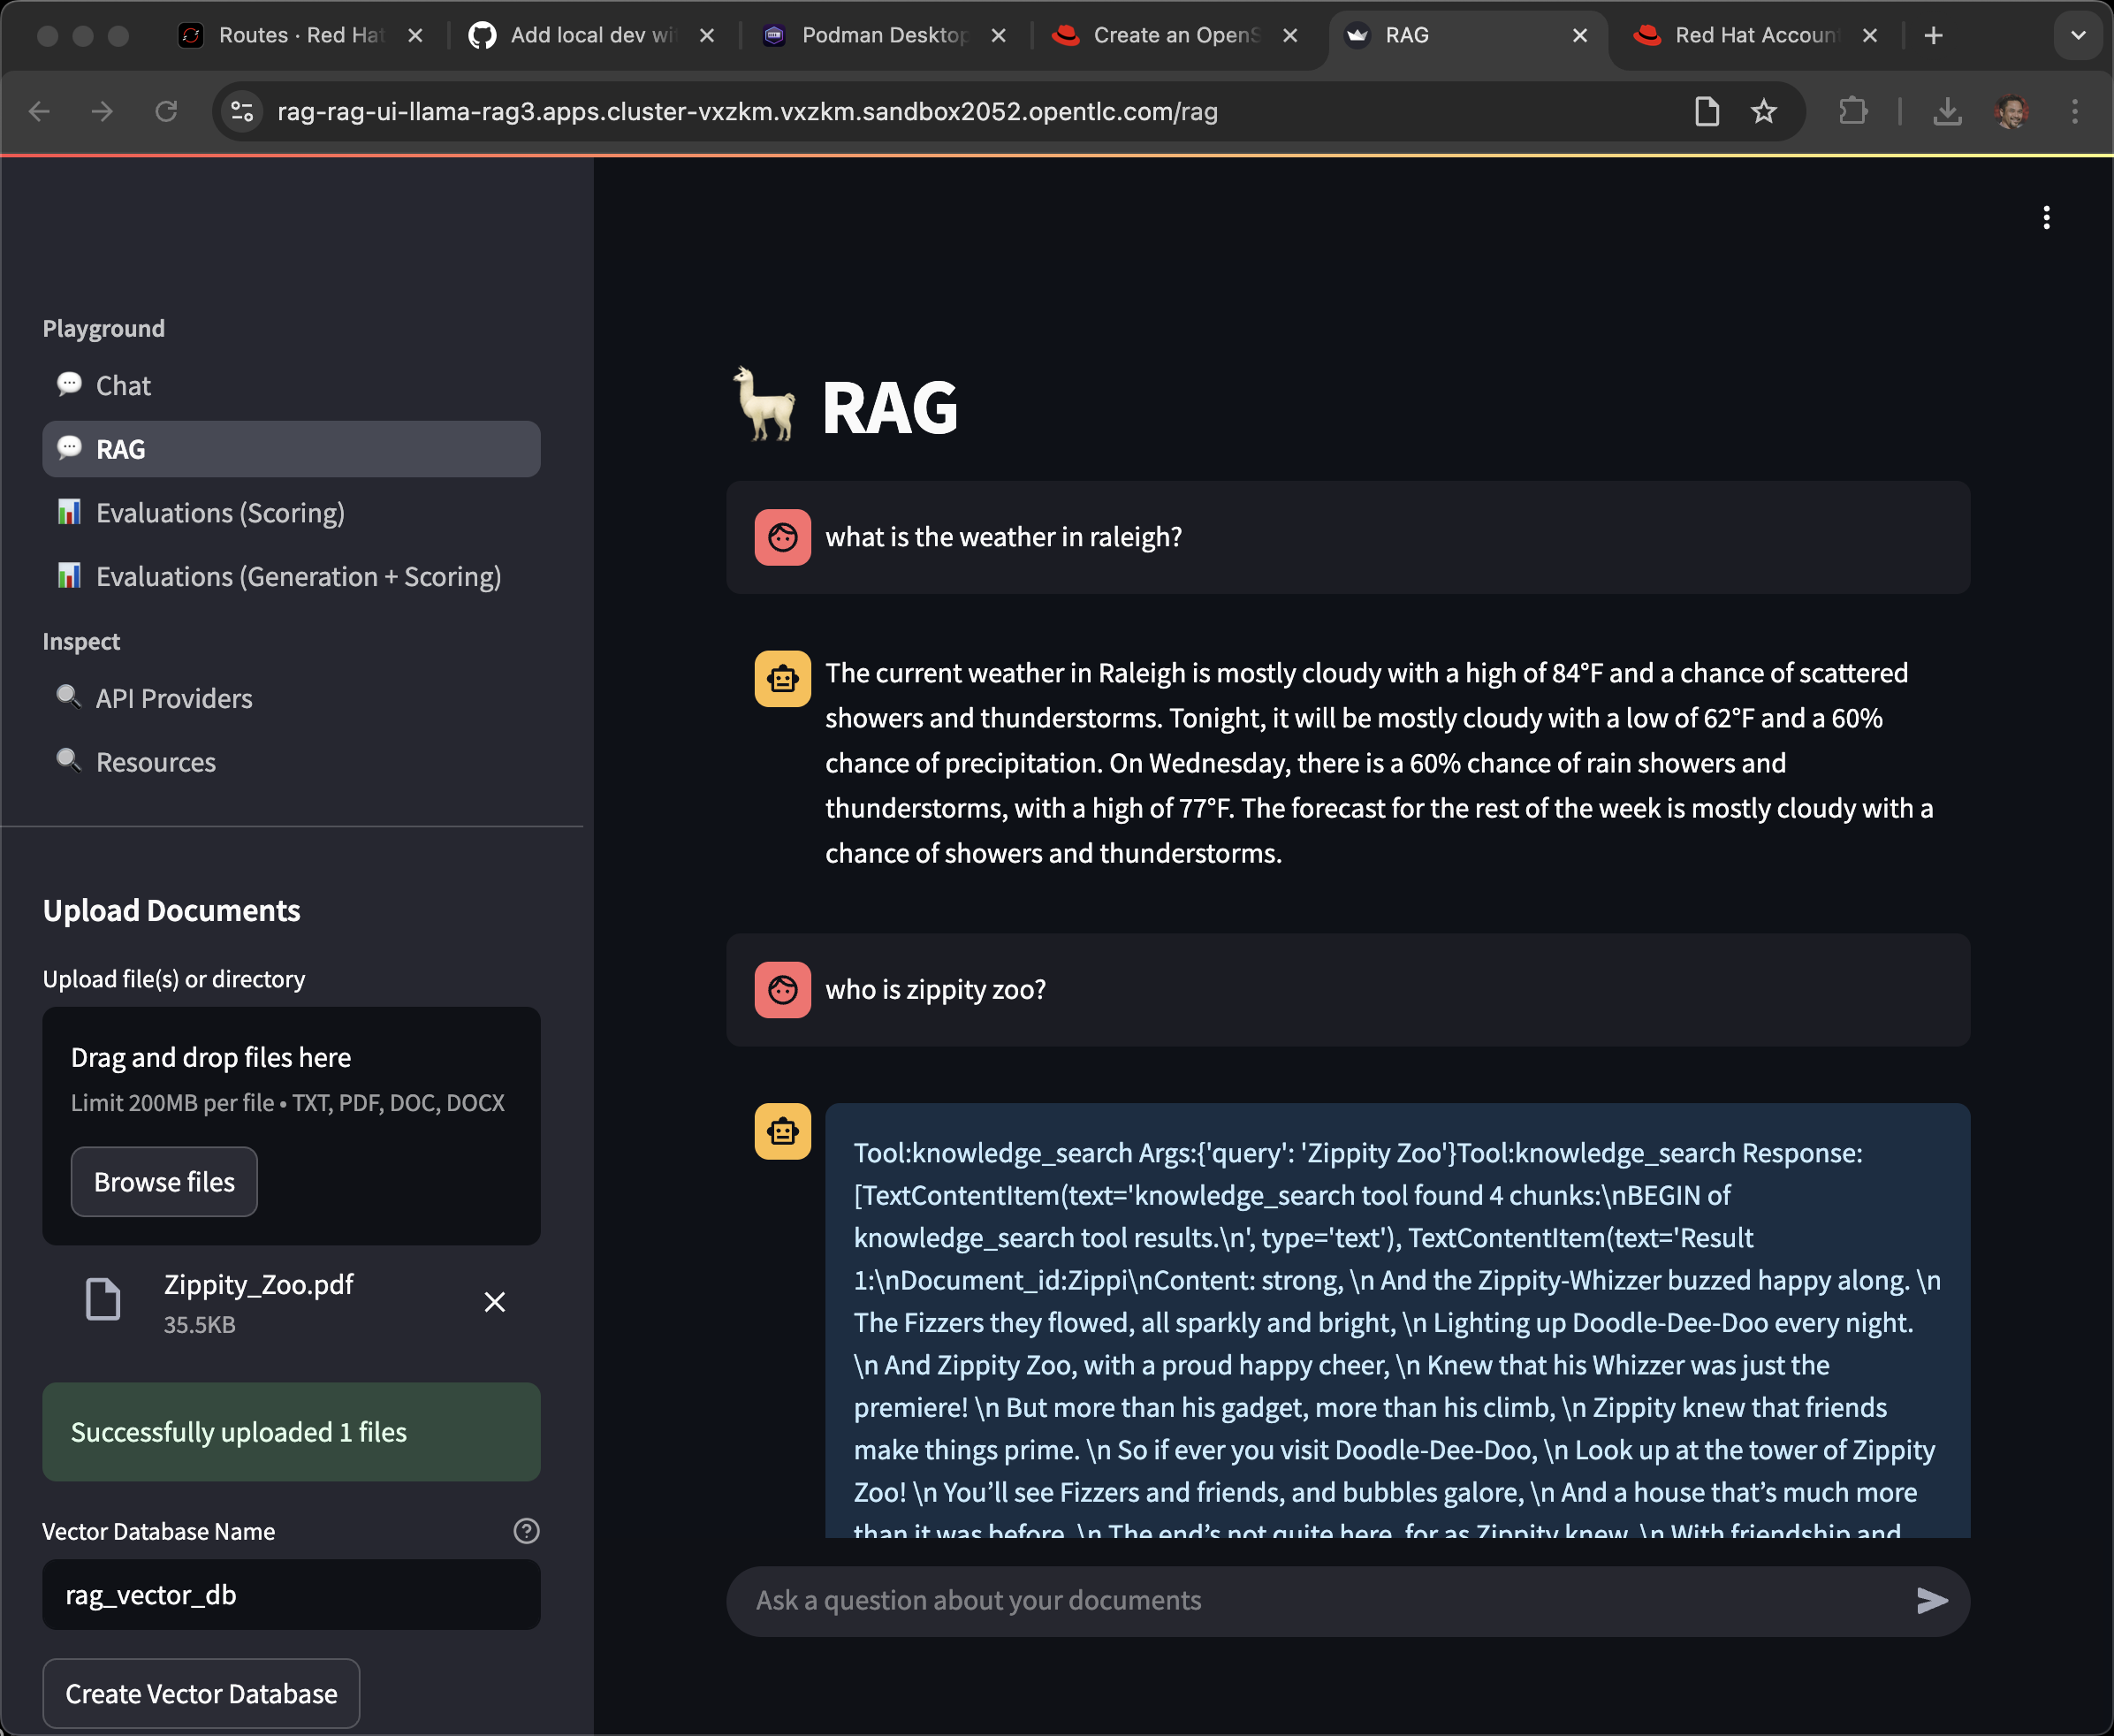 Routes · Red Hat
Add local dev wi
Podman Desktop
Create an OpenS
RAG
Red Hat Accoun
rag-rag-ui-llama-rag3.apps.cluster-vxzkm.vxzkm.sandbox2052.opentlc.com/rag
Playground
Chat
RAG
Evaluations (Scoring)
Evaluations (Generation + Scoring)
Inspect
API Providers
Resources
Upload Documents
Upload file(s) or directory
Drag and drop files here
Limit 200MB per file • TXT, PDF, DOC, DOCX
Browse files
Zippity_Zoo.pdf
35.5KB
Successfully uploaded 1 files
Vector Database Name
rag_vector_db
Create Vector Database
RAG
what is the weather in raleigh?
The current weather in Raleigh is mostly cloudy with a high of 84°F and a chance of scattered
showers and thunderstorms. Tonight, it will be mostly cloudy with a low of 62°F and a 60%
chance of precipitation. On Wednesday, there is a 60% chance of rain showers and
thunderstorms, with a high of 77°F. The forecast for the rest of the week is mostly cloudy with a
chance of showers and thunderstorms.
who is zippity zoo?
Tool:knowledge_search Args:{'query': 'Zippity Zoo'}Tool:knowledge_search Response:
[TextContentItem(text='knowledge_search tool found 4 chunks:\nBEGIN of
knowledge_search tool results.\n', type='text'), TextContentItem(text='Result
1:\nDocument_id:Zippi\nContent: strong, \n And the Zippity-Whizzer buzzed happy along. \n
The Fizzers they flowed, all sparkly and bright, \n Lighting up Doodle-Dee-Doo every night.
\n And Zippity Zoo, with a proud happy cheer, \n Knew that his Whizzer was just the
premiere! \n But more than his gadget, more than his climb, \n Zippity knew that friends
make things prime. \n So if ever you visit Doodle-Dee-Doo, \n Look up at the tower of Zippity
Zoo! \n You’ll see Fizzers and friends, and bubbles galore, \n And a house that’s much more
than it was before. \n The end’s not quite here, for as Zippity knew, \n With friendship and
Ask a question about your documents